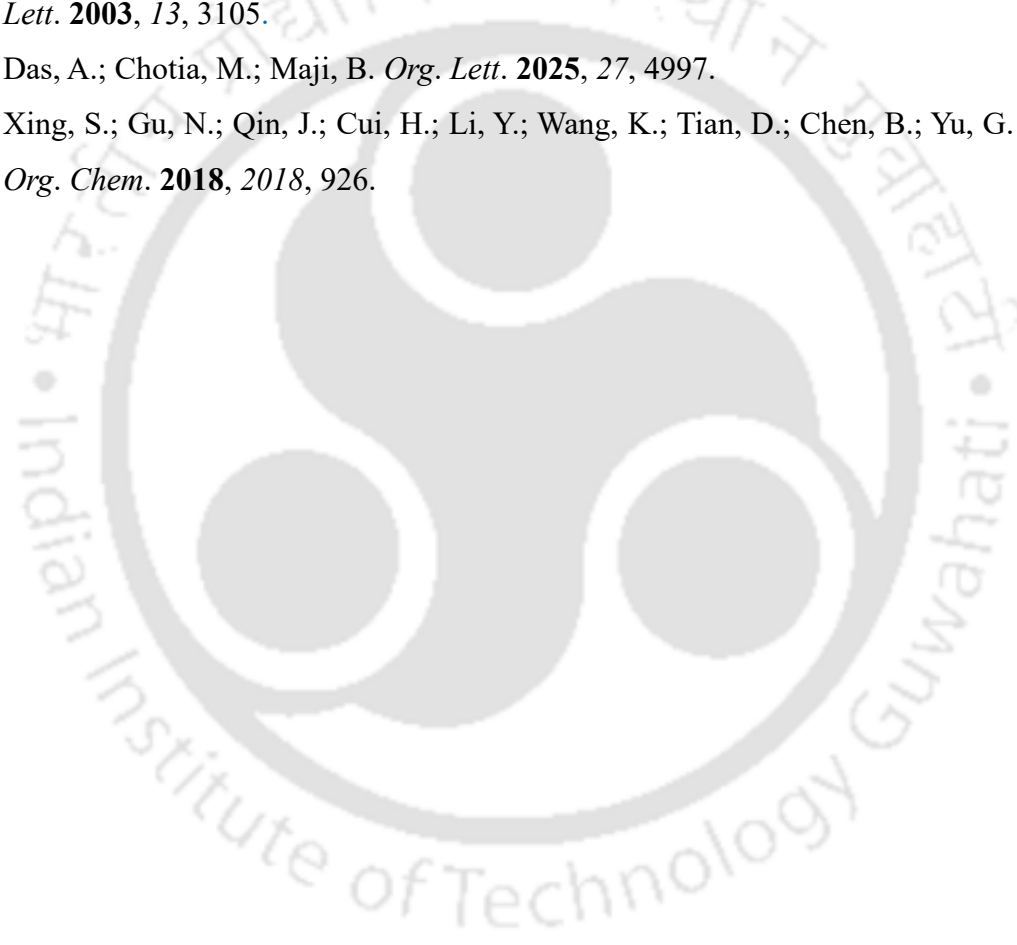 Lett. 2003, 13, 3105.
Das, A.; Chotia, M.; Maji, B. Org. Lett. 2025, 27, 4997.
Xing, S.; Gu, N.; Qin, J.; Cui, H.; Li, Y.; Wang, K.; Tian, D.; Chen, B.; Yu, G.
Org. Chem. 2018, 2018, 926.
• Indian Institute of Technology Guwahati •